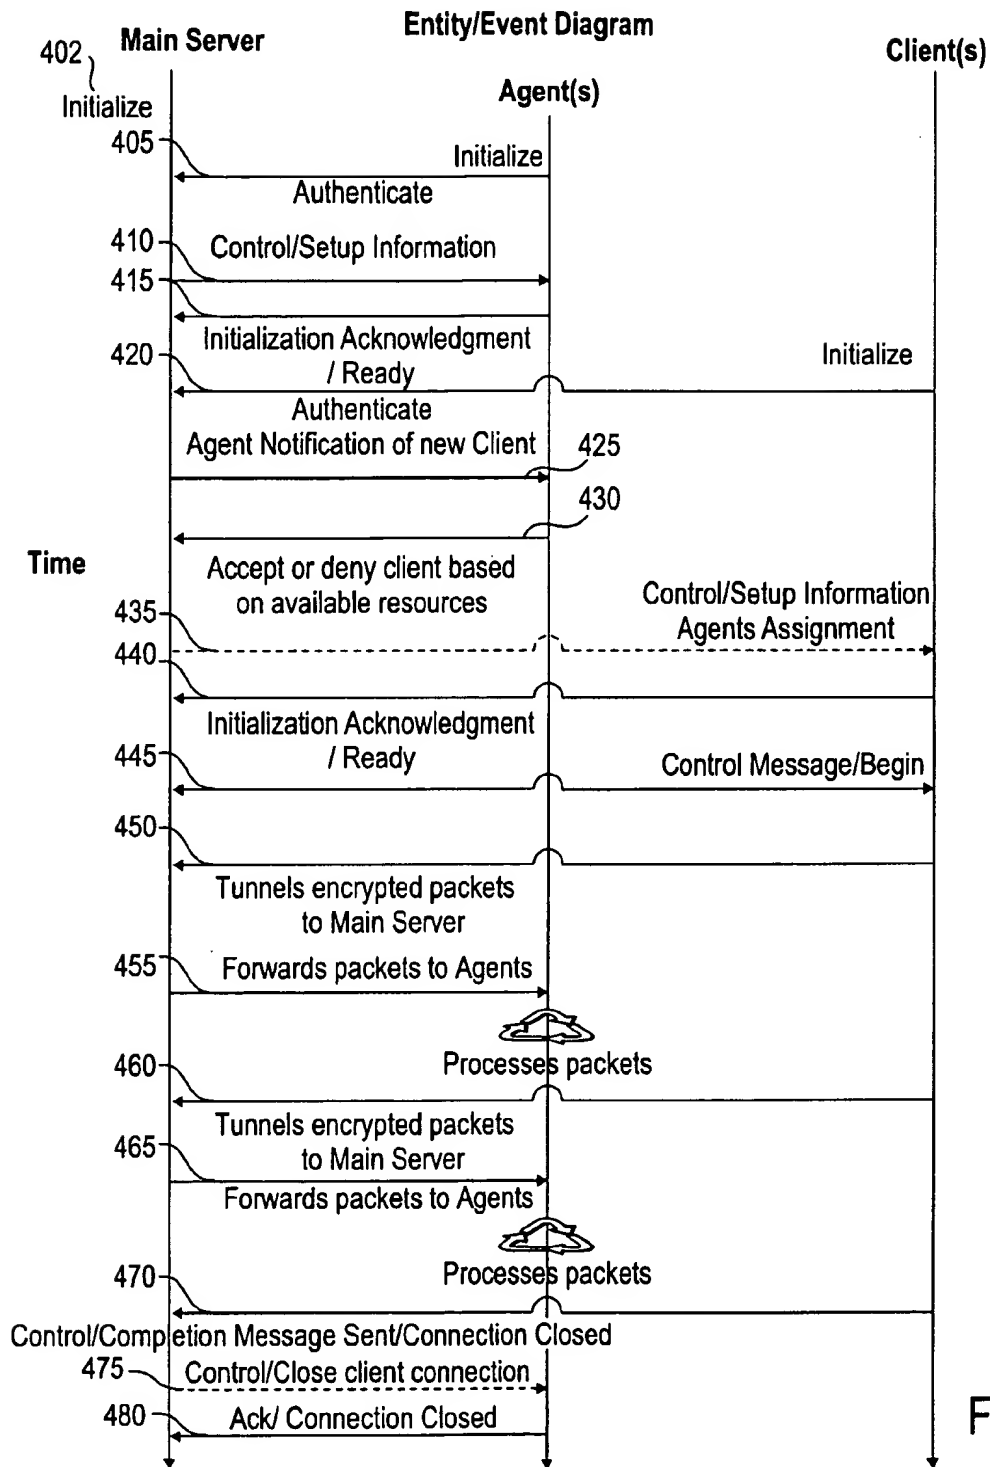 Entity/Event Diagram
Main Server
Client(s)
402
Agent(s)
Initialize
405
Initialize
Authenticate
410
Control/Setup Information
415
Initialization Acknowledgment
/ Ready
420
Initialize
Authenticate
Agent Notification of new Client
425
430
Time
Accept or deny client based
on available resources
Control/Setup Information
Agents Assignment
435
440
Initialization Acknowledgment
/ Ready
445
Control Message/Begin
450
Tunnels encrypted packets
to Main Server
455
Forwards packets to Agents
Processes packets
460
Tunnels encrypted packets
to Main Server
465
Forwards packets to Agents
Processes packets
470
Control/Completion Message Sent/Connection Closed
475
Control/Close client connection
480
Ack/ Connection Closed
F